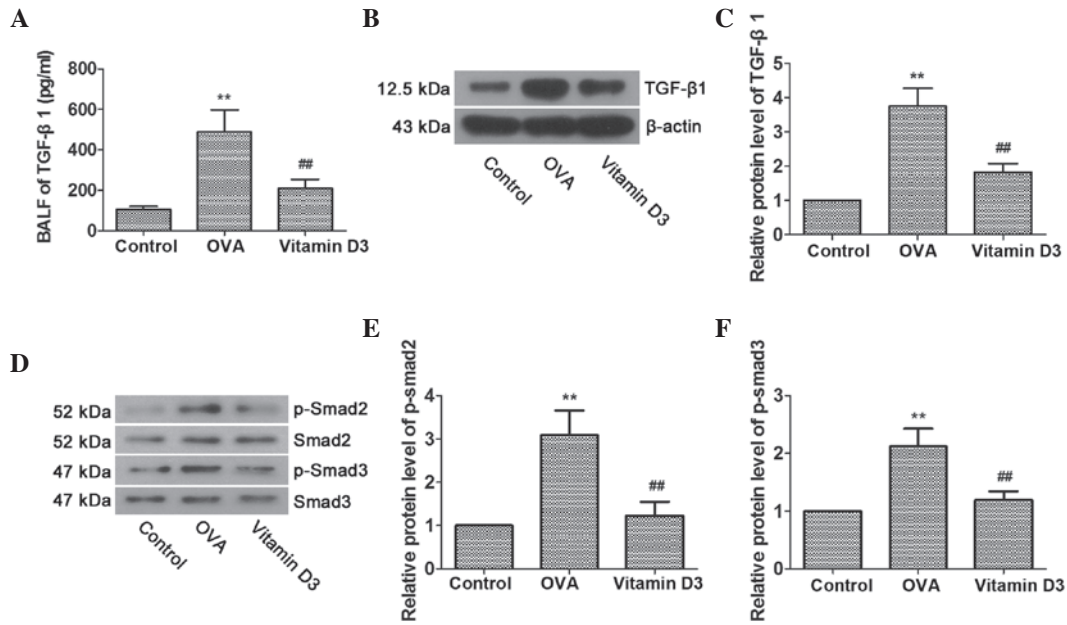 A
BALF of TGF-β 1 (pg/ml)
800
600
400
200
0
**
##
Control OVA Vitamin D3
B
12.5 kDa TGF-β1
43 kDa β-actin
Control OVA Vitamin D3
C
Relative protein level of TGF-β 1
5
4
3
2
1
0
**
##
Control OVA Vitamin D3
D
52 kDa p-Smad2
52 kDa Smad2
47 kDa p-Smad3
47 kDa Smad3
Control OVA Vitamin D3
E
Relative protein level of p-smad2
4
3
2
1
0
**
##
Control OVA Vitamin D3
F
Relative protein level of p-smad3
3
2
1
0
**
##
Control OVA Vitamin D3